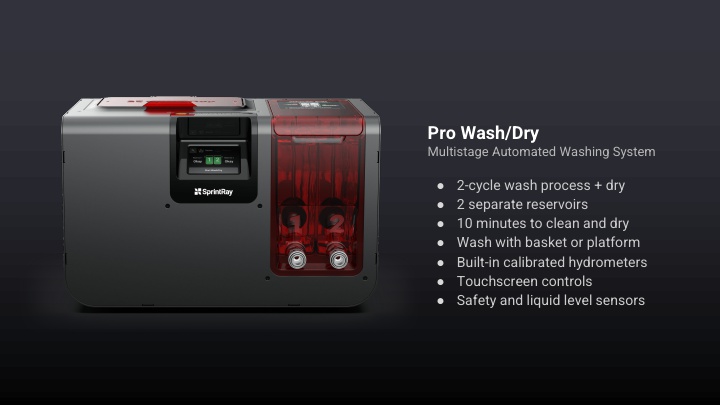 SprintRay
1 2
Pro Wash/Dry
Multistage Automated Washing System
● 2-cycle wash process + dry
● 2 separate reservoirs
● 10 minutes to clean and dry
● Wash with basket or platform
● Built-in calibrated hydrometers
● Touchscreen controls
● Safety and liquid level sensors